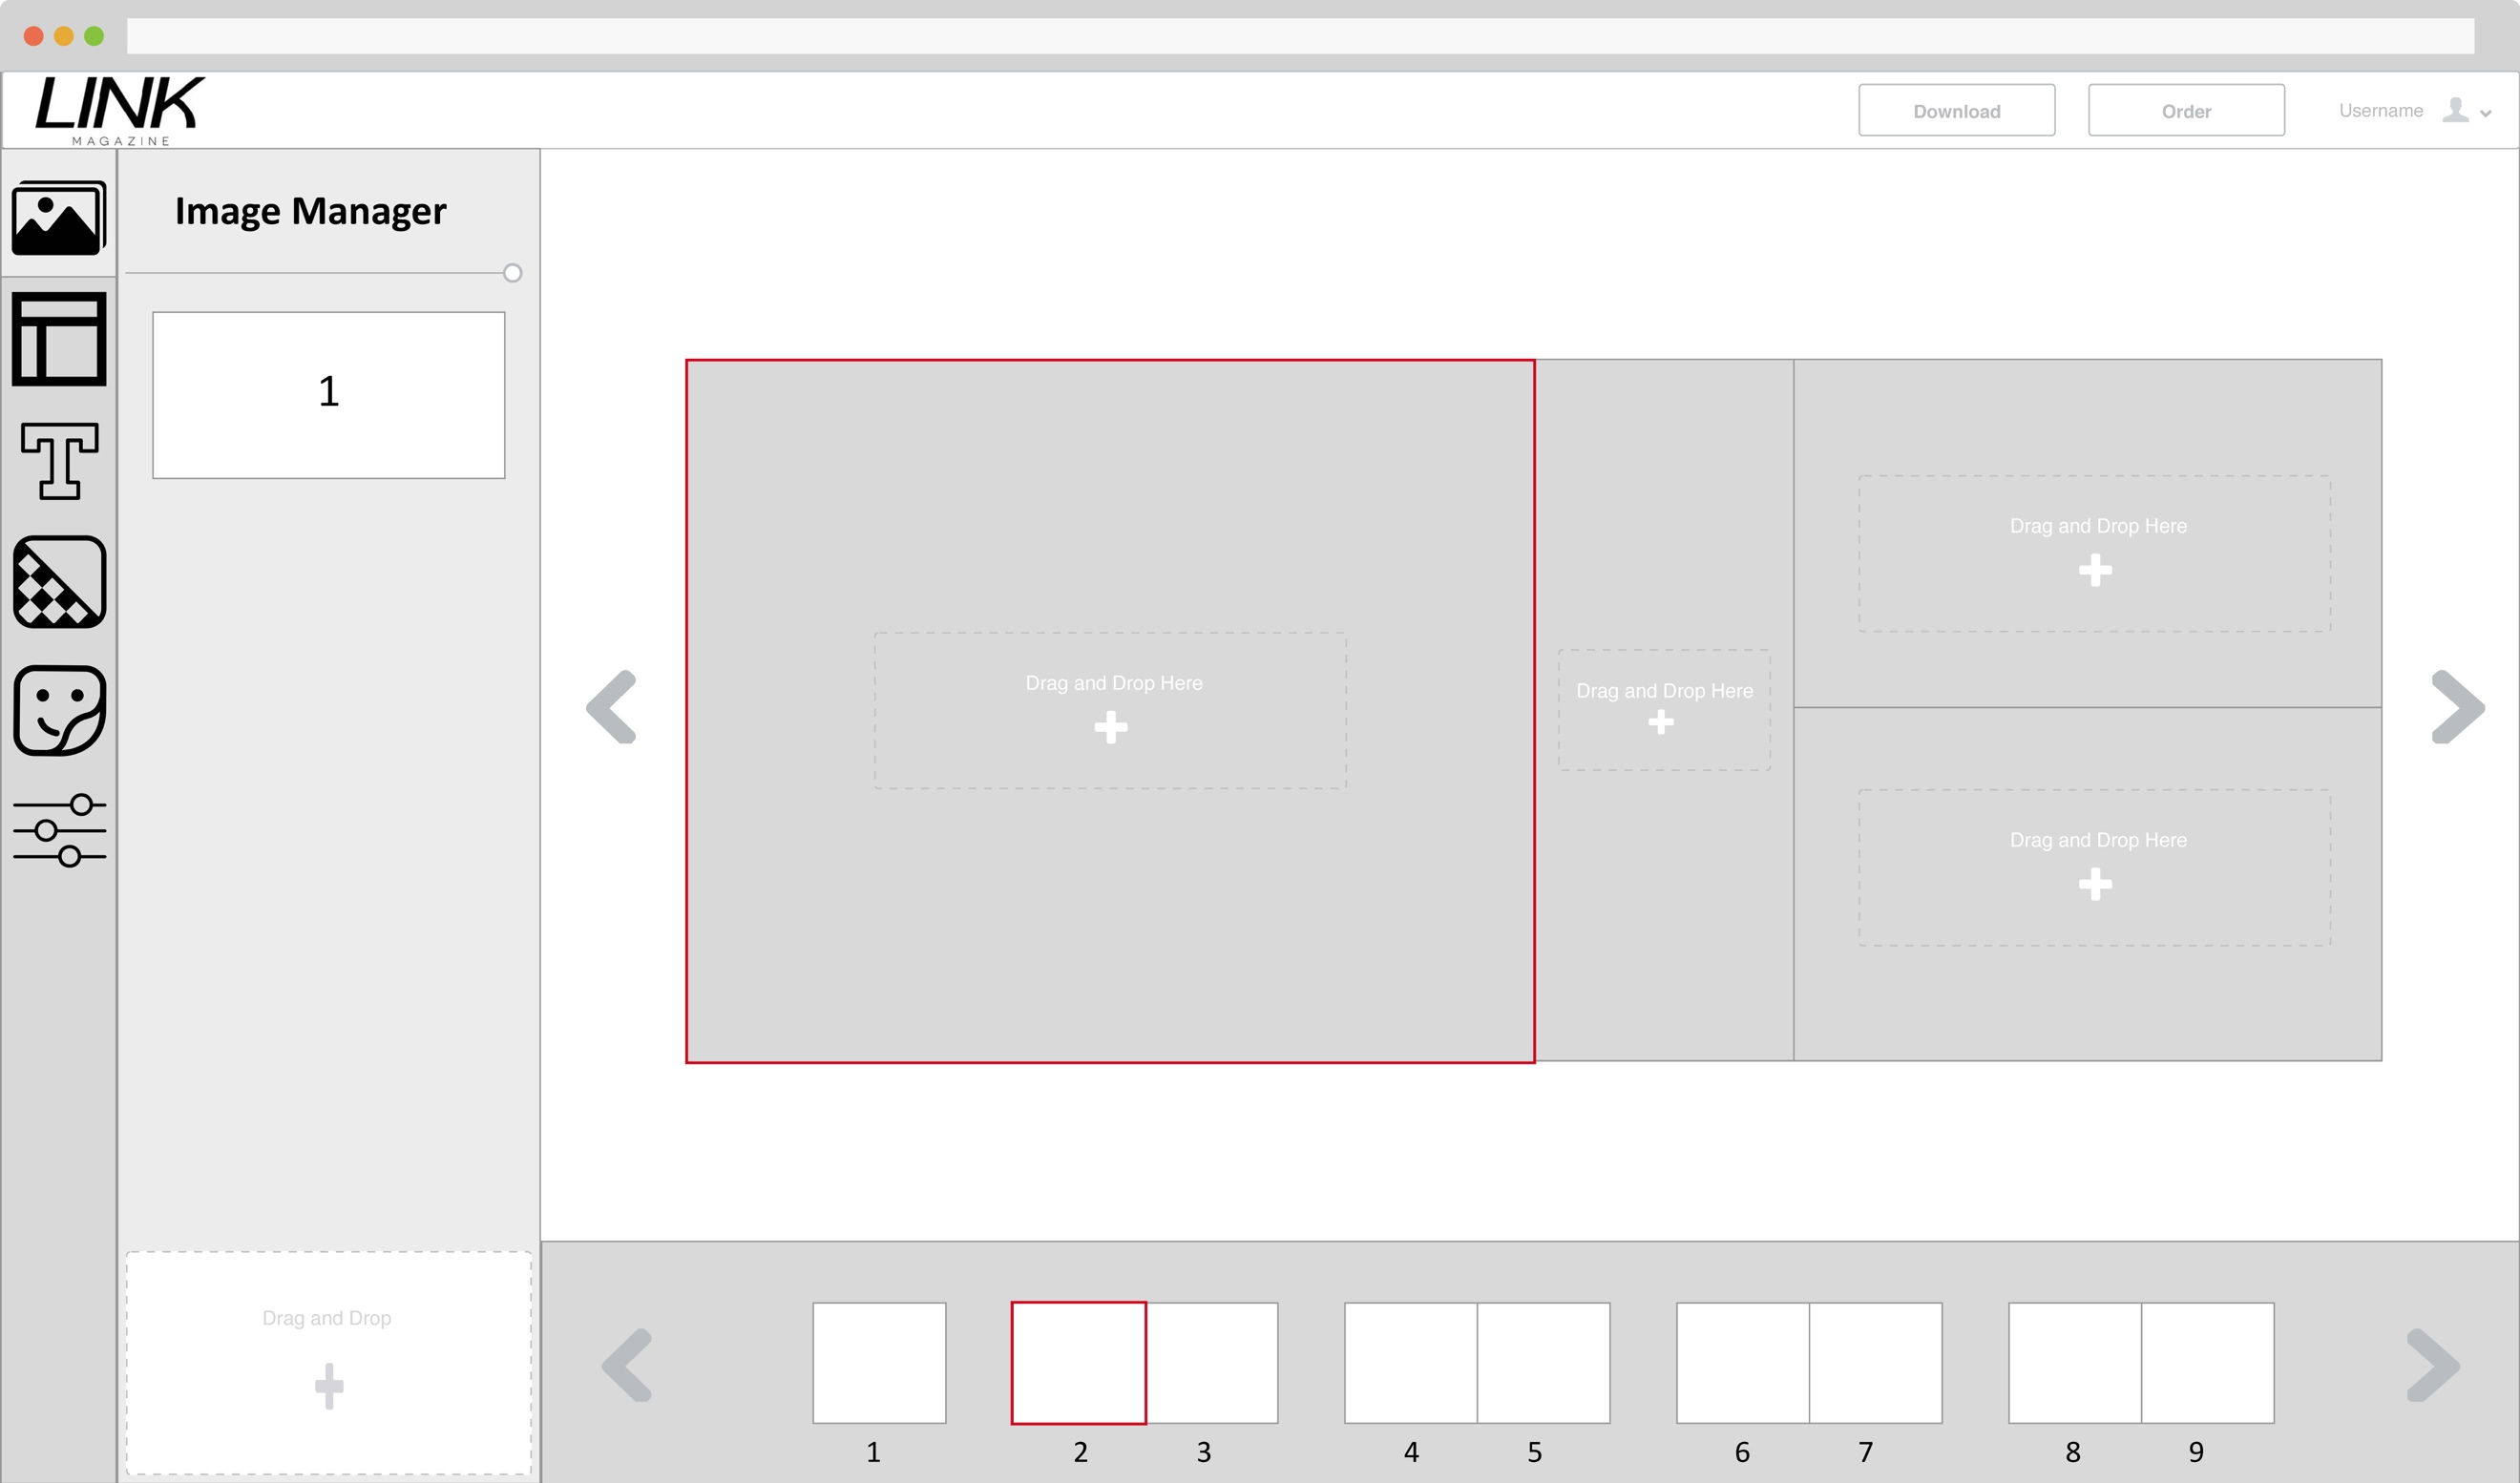 LINK
MAGAZINE
Download
Order
Username
Image Manager
1
Drag and Drop Here
Drag and Drop Here
Drag and Drop Here
Drag and Drop Here
Drag and Drop
1 2 3 4 5 6 7 8 9